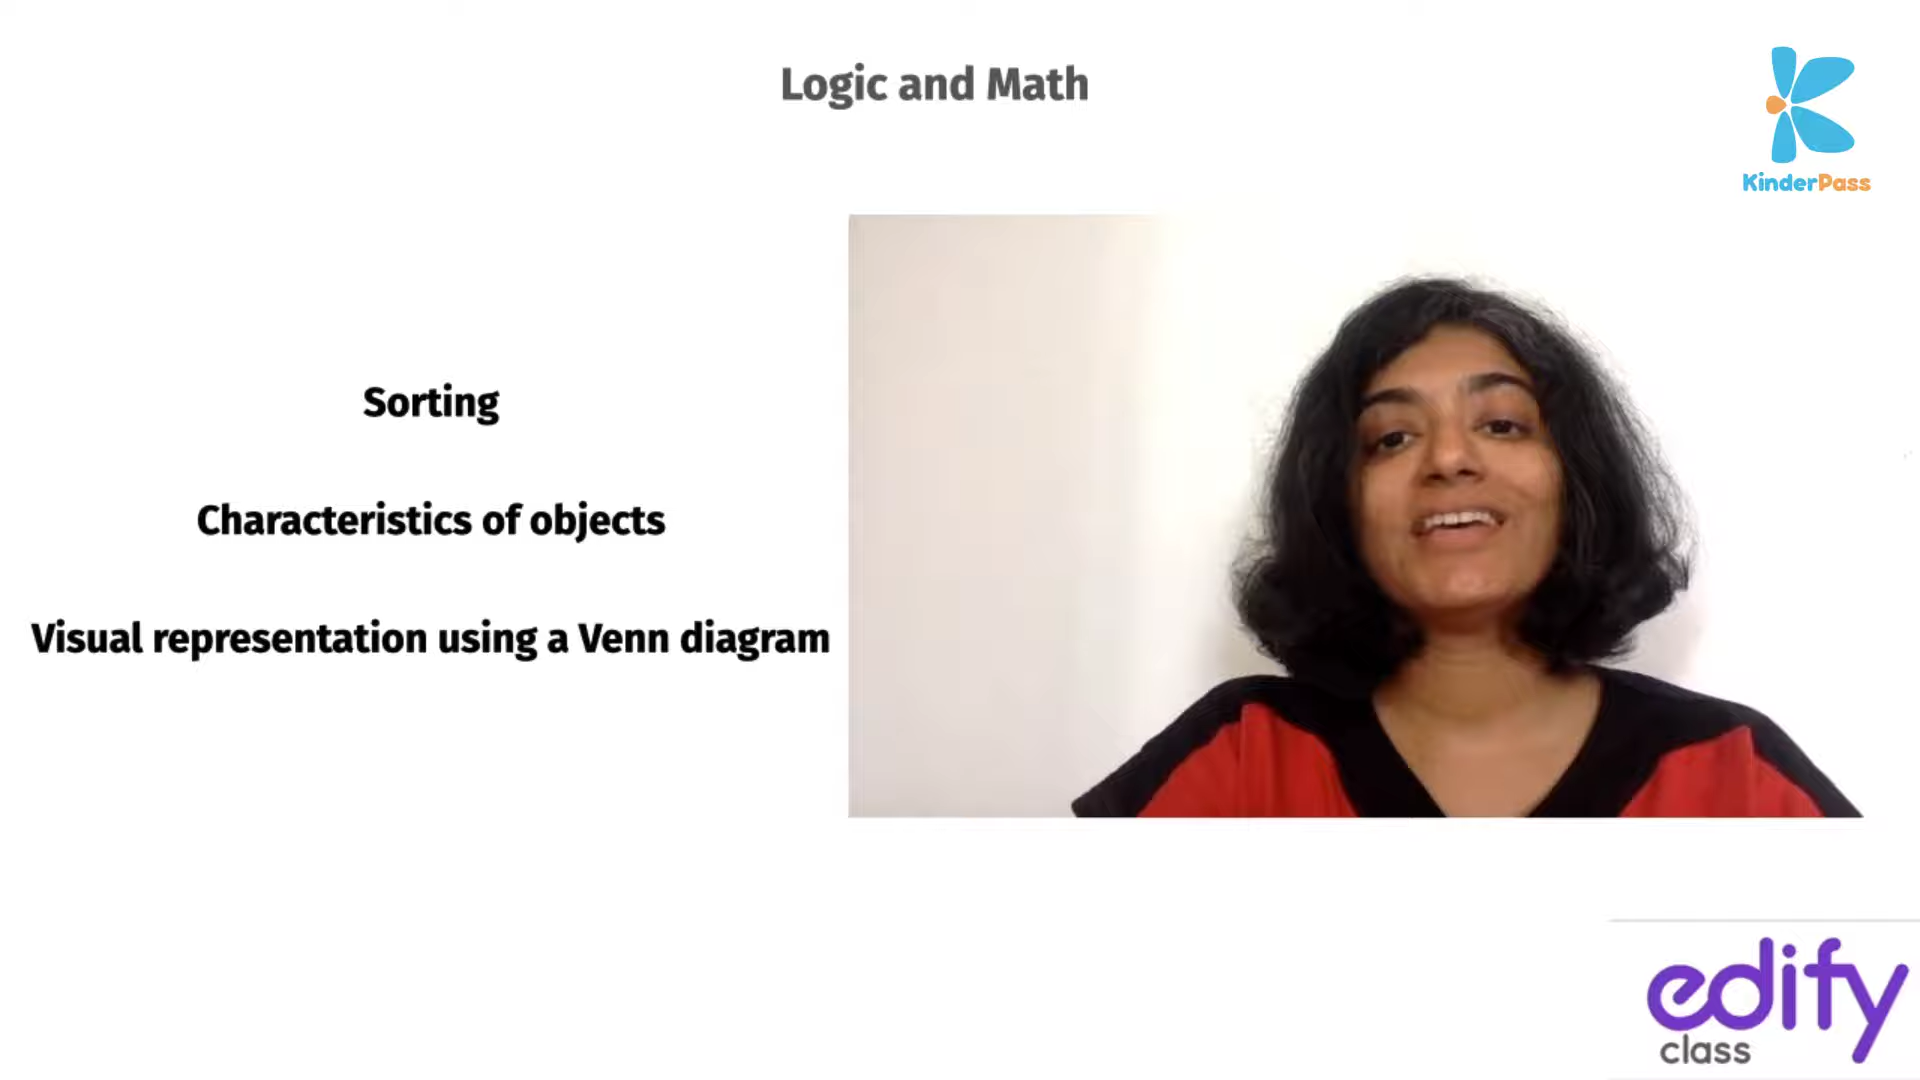 Logic and Math
KinderPass
Sorting
Characteristics of objects
Visual representation using a Venn diagram
edify
class